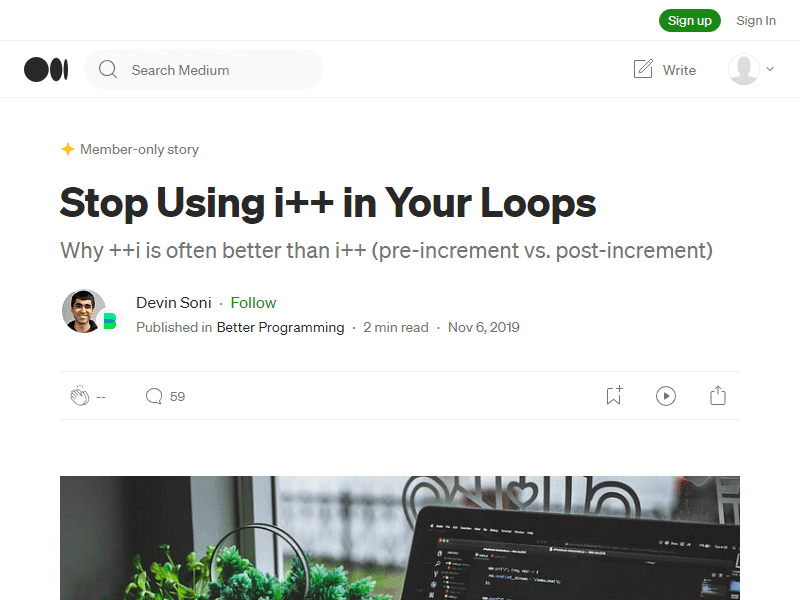 Sign up Sign In
Search Medium Write
Member-only story
Stop Using i++ in Your Loops
Why ++i is often better than i++ (pre-increment vs. post-increment)
Devin Soni · Follow
Published in Better Programming · 2 min read · Nov 6, 2019
-- 59